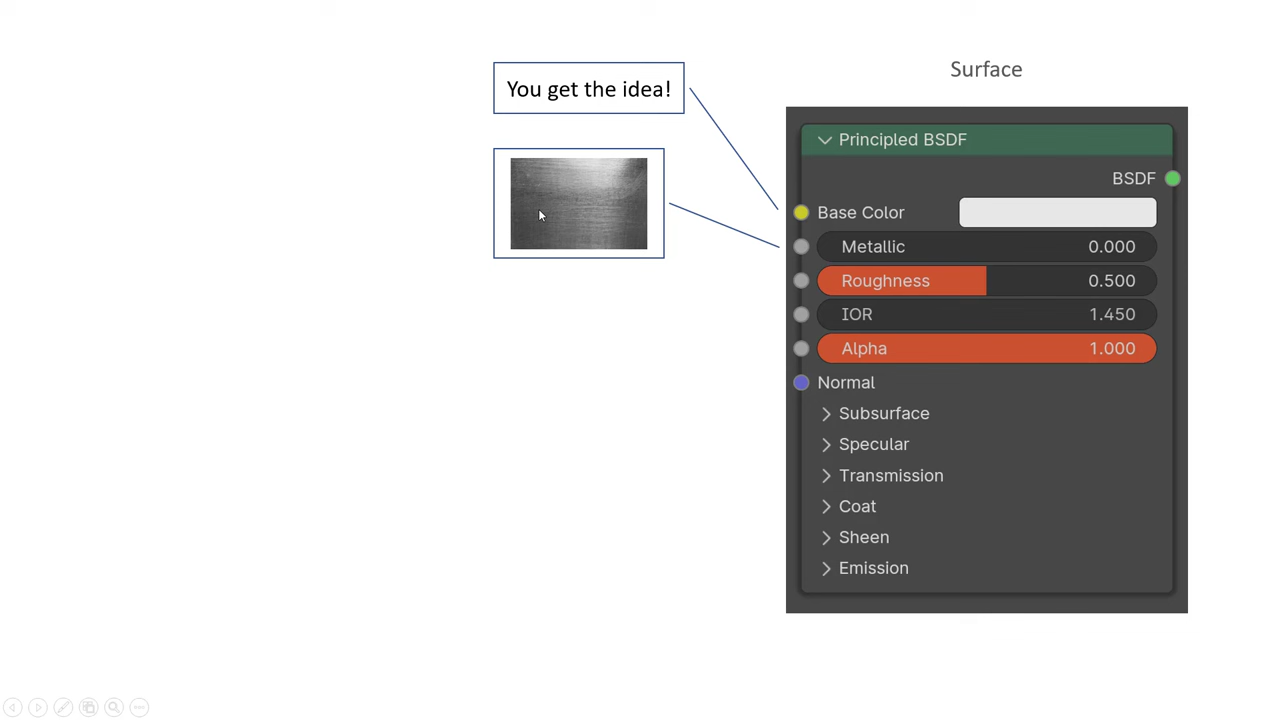 You get the idea!
Surface
Principled BSDF
BSDF
Base Color
Metallic 0.000
Roughness 0.500
IOR 1.450
Alpha 1.000
Normal
Subsurface
Specular
Transmission
Coat
Sheen
Emission